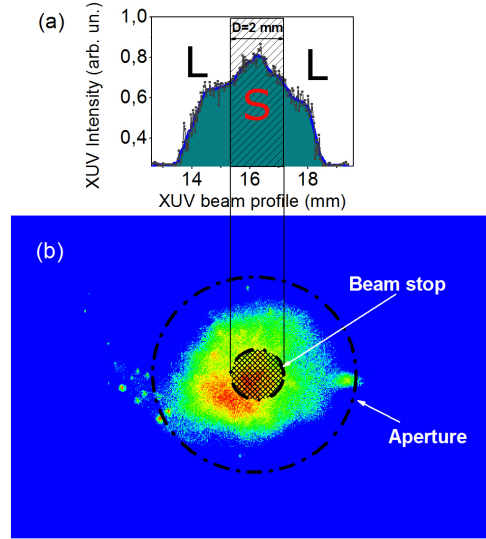 (a)
1,0
D=2 mm
L
L
0,8
S
0,6
0,4
XUV Intensity (arb. un.)
14
16
18
XUV beam profile (mm)
(b)
Beam stop
Aperture